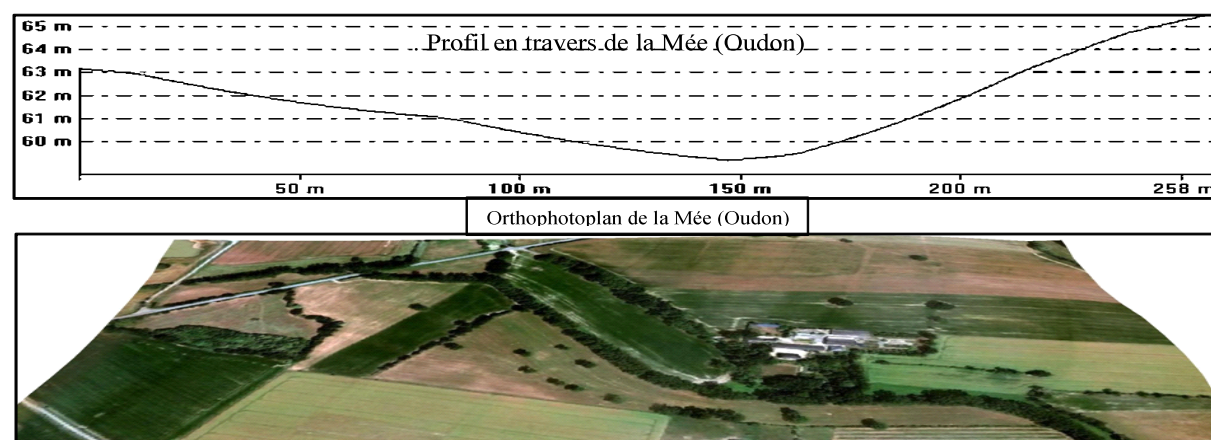 65 m
Profil en travers de la Mée (Oudon)
64 m
63 m
62 m
61 m
60 m
50 m 100 m 150 m 200 m 258 m
Orthophotoplan de la Mée (Oudon)